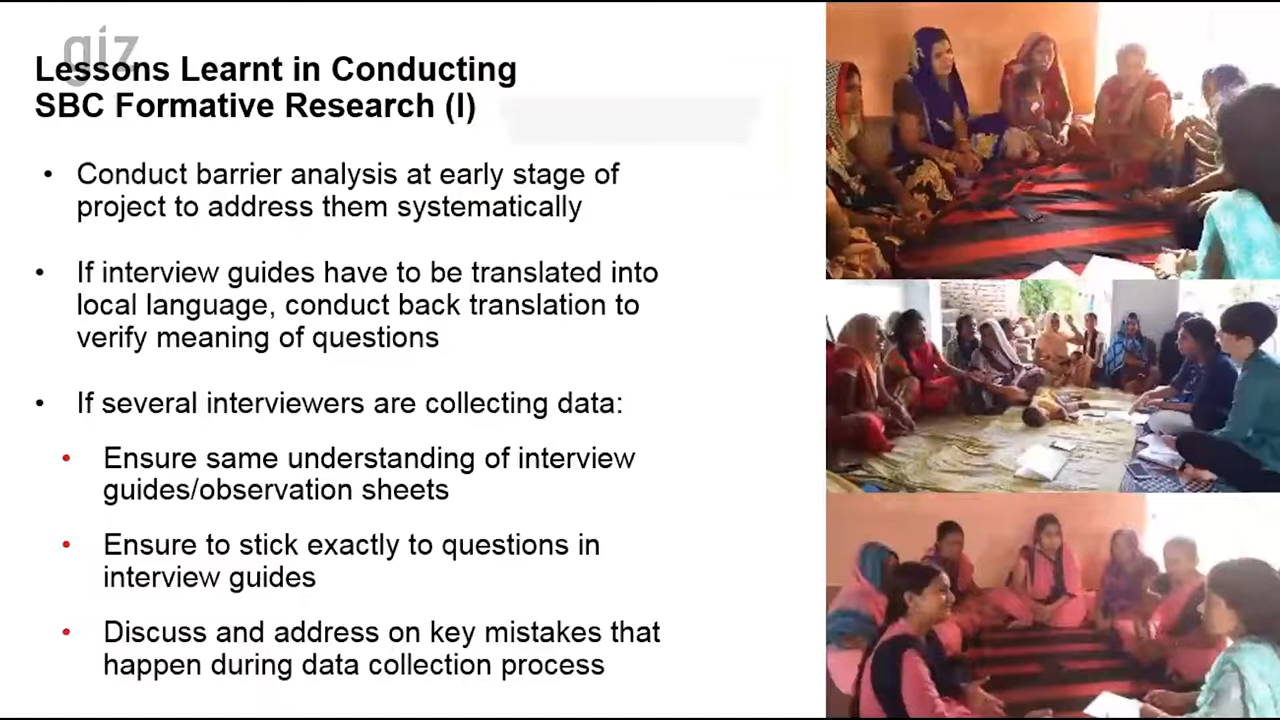 giz
Lessons Learnt in Conducting
SBC Formative Research (I)
• Conduct barrier analysis at early stage of
project to address them systematically
• If interview guides have to be translated into
local language, conduct back translation to
verify meaning of questions
• If several interviewers are collecting data:
• Ensure same understanding of interview
guides/observation sheets
• Ensure to stick exactly to questions in
interview guides
• Discuss and address on key mistakes that
happen during data collection process